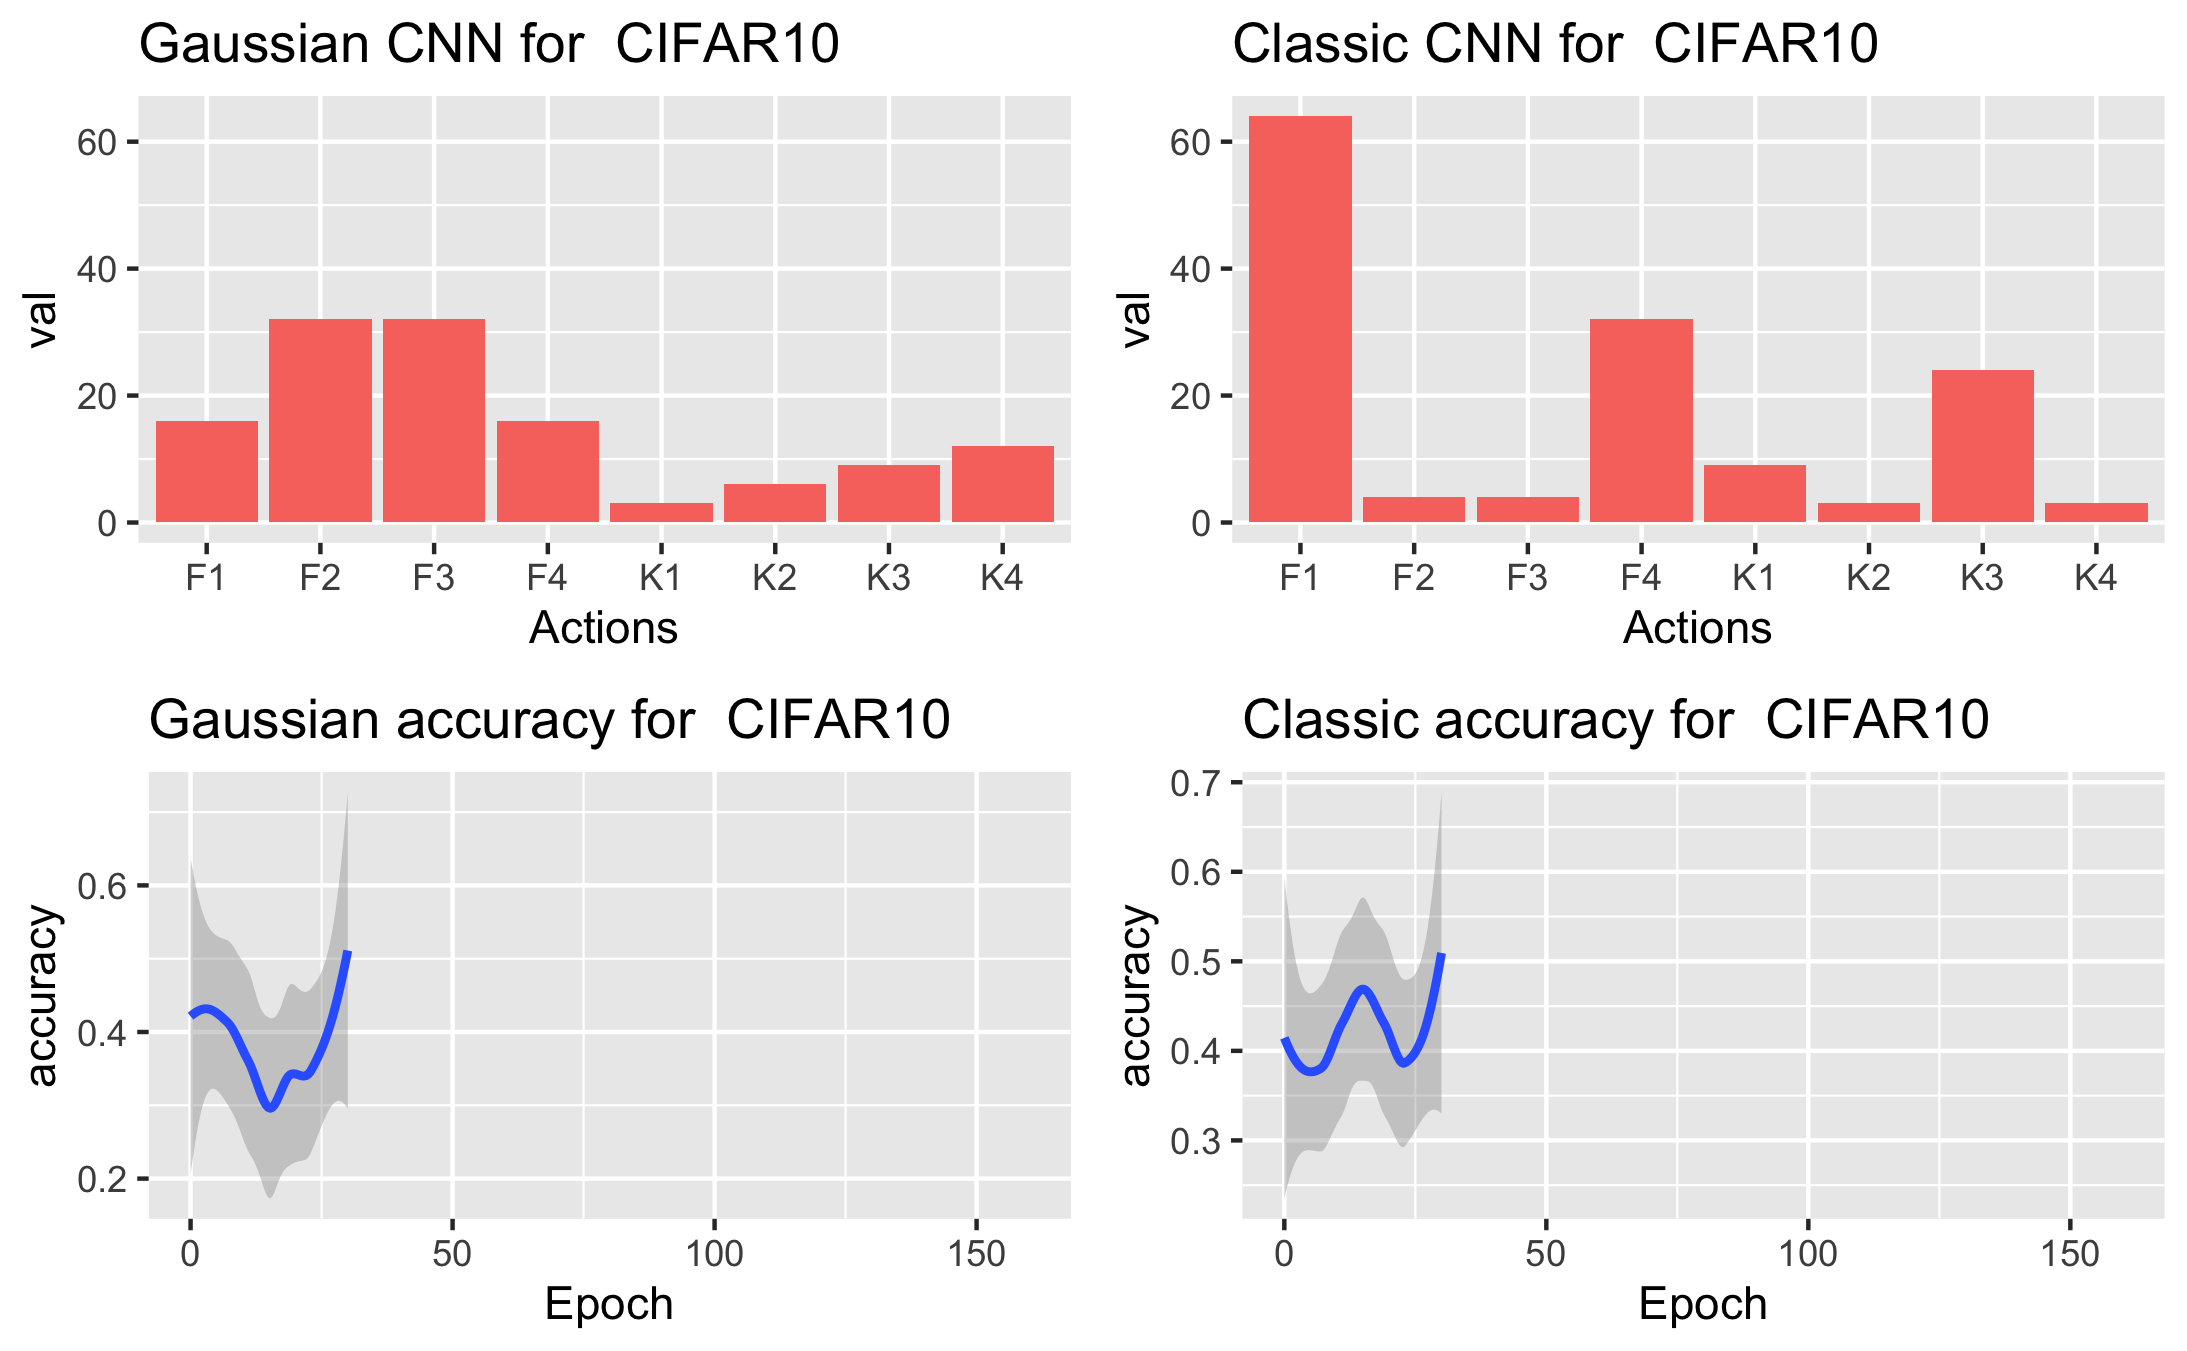 Gaussian CNN for  CIFAR10
60
40
20
0
val
F1 F2 F3 F4 K1 K2 K3 K4
Actions
Classic CNN for  CIFAR10
60
40
20
0
val
F1 F2 F3 F4 K1 K2 K3 K4
Actions
Gaussian accuracy for  CIFAR10
0.6
0.4
0.2
accuracy
0 50 100 150
Epoch
Classic accuracy for  CIFAR10
0.7
0.6
0.5
0.4
0.3
accuracy
0 50 100 150
Epoch